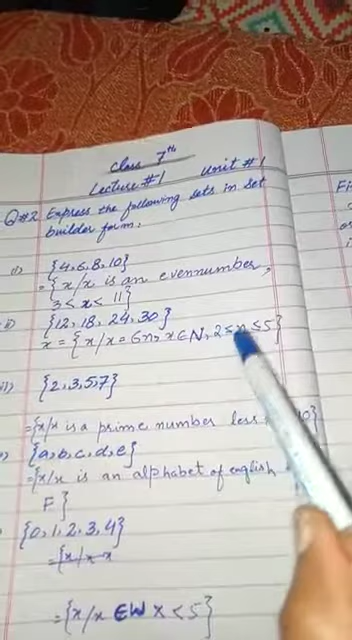 Class 7th
Lecture #1 Unit #1
Q#2 Express the following sets in set
builder form.
i) {4,6,8,10}
= {x/x is an even number,
3 < x < 11}
{12, 18, 24, 30}
x = {x/x = 6n, x ∈ N, 2 ≤ n ≤ 5}
{2,3,5,7}
={x/x is a prime number less 10}
{a,b,c,d,e}
={x/x is an alphabet of english
F}
{0,1,2,3,4}
={x/x x
={x/x ∈W x < 5}